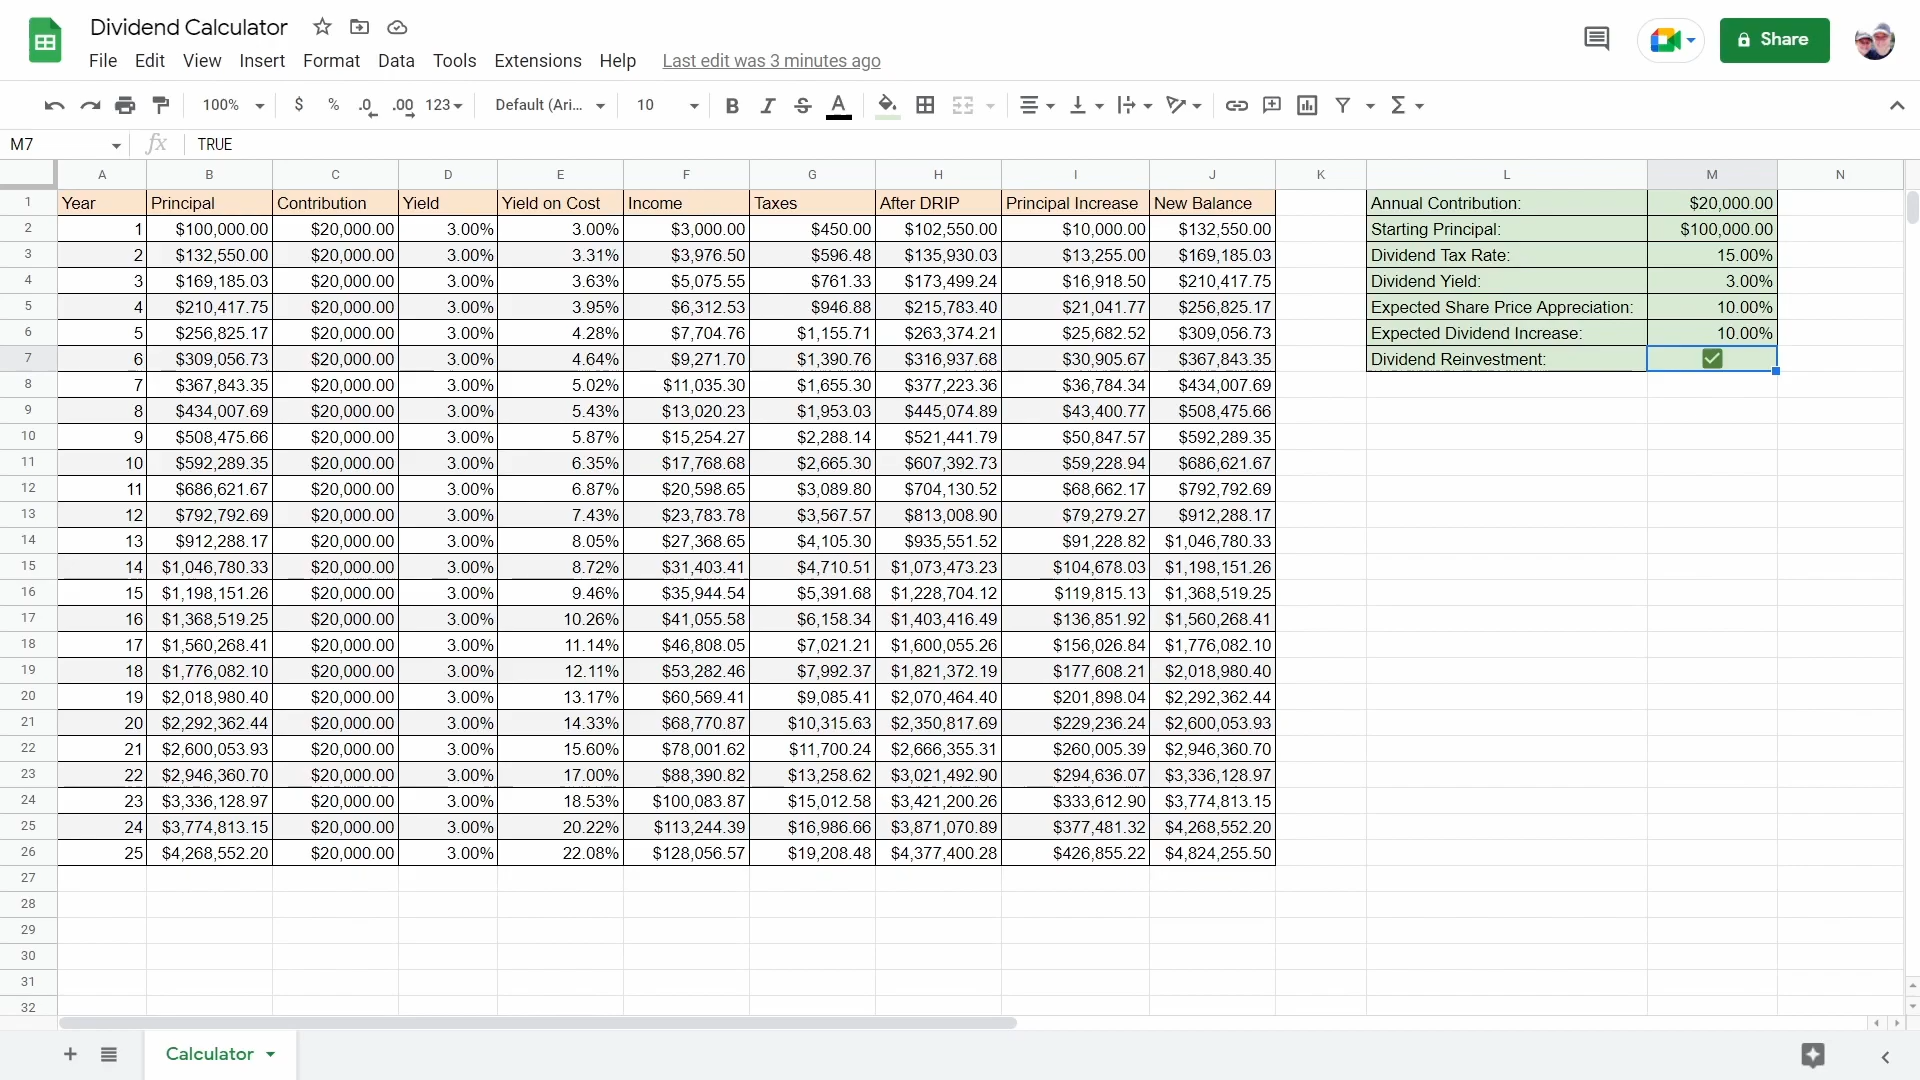 Dividend Calculator
File Edit View Insert Format Data Tools Extensions Help Last edit was 3 minutes ago
Share
100% $ % .0 .00 123 Default (Ari... 10 B I S A
M7 fx TRUE
A B C D E F G H I J K L M N
1 Year Principal Contribution Yield Yield on Cost Income Taxes After DRIP Principal Increase New Balance Annual Contribution: $20,000.00
2 1 $100,000.00 $20,000.00 3.00% 3.00% $3,000.00 $450.00 $102,550.00 $10,000.00 $132,550.00 Starting Principal: $100,000.00
3 2 $132,550.00 $20,000.00 3.00% 3.31% $3,976.50 $596.48 $135,930.03 $13,255.00 $169,185.03 Dividend Tax Rate: 15.00%
4 3 $169,185.03 $20,000.00 3.00% 3.63% $5,075.55 $761.33 $173,499.24 $16,918.50 $210,417.75 Dividend Yield: 3.00%
5 4 $210,417.75 $20,000.00 3.00% 3.95% $6,312.53 $946.88 $215,783.40 $21,041.77 $256,825.17 Expected Share Price Appreciation: 10.00%
6 5 $256,825.17 $20,000.00 3.00% 4.28% $7,704.76 $1,155.71 $263,374.21 $25,682.52 $309,056.73 Expected Dividend Increase: 10.00%
7 6 $309,056.73 $20,000.00 3.00% 4.64% $9,271.70 $1,390.76 $316,937.68 $30,905.67 $367,843.35 Dividend Reinvestment:
8 7 $367,843.35 $20,000.00 3.00% 5.02% $11,035.30 $1,655.30 $377,223.36 $36,784.34 $434,007.69
9 8 $434,007.69 $20,000.00 3.00% 5.43% $13,020.23 $1,953.03 $445,074.89 $43,400.77 $508,475.66
10 9 $508,475.66 $20,000.00 3.00% 5.87% $15,254.27 $2,288.14 $521,441.79 $50,847.57 $592,289.35
11 10 $592,289.35 $20,000.00 3.00% 6.35% $17,768.68 $2,665.30 $607,392.73 $59,228.94 $686,621.67
12 11 $686,621.67 $20,000.00 3.00% 6.87% $20,598.65 $3,089.80 $704,130.52 $68,662.17 $792,792.69
13 12 $792,792.69 $20,000.00 3.00% 7.43% $23,783.78 $3,567.57 $813,008.90 $79,279.27 $912,288.17
14 13 $912,288.17 $20,000.00 3.00% 8.05% $27,368.65 $4,105.30 $935,551.52 $91,228.82 $1,046,780.33
15 14 $1,046,780.33 $20,000.00 3.00% 8.72% $31,403.41 $4,710.51 $1,073,473.23 $104,678.03 $1,198,151.26
16 15 $1,198,151.26 $20,000.00 3.00% 9.46% $35,944.54 $5,391.68 $1,228,704.12 $119,815.13 $1,368,519.25
17 16 $1,368,519.25 $20,000.00 3.00% 10.26% $41,055.58 $6,158.34 $1,403,416.49 $136,851.92 $1,560,268.41
18 17 $1,560,268.41 $20,000.00 3.00% 11.14% $46,808.05 $7,021.21 $1,600,055.26 $156,026.84 $1,776,082.10
19 18 $1,776,082.10 $20,000.00 3.00% 12.11% $53,282.46 $7,992.37 $1,821,372.19 $177,608.21 $2,018,980.40
20 19 $2,018,980.40 $20,000.00 3.00% 13.17% $60,569.41 $9,085.41 $2,070,464.40 $201,898.04 $2,292,362.44
21 20 $2,292,362.44 $20,000.00 3.00% 14.33% $68,770.87 $10,315.63 $2,350,817.69 $229,236.24 $2,600,053.93
22 21 $2,600,053.93 $20,000.00 3.00% 15.60% $78,001.62 $11,700.24 $2,666,355.31 $260,005.39 $2,946,360.70
23 22 $2,946,360.70 $20,000.00 3.00% 17.00% $88,390.82 $13,258.62 $3,021,492.90 $294,636.07 $3,336,128.97
24 23 $3,336,128.97 $20,000.00 3.00% 18.53% $100,083.87 $15,012.58 $3,421,200.26 $333,612.90 $3,774,813.15
25 24 $3,774,813.15 $20,000.00 3.00% 20.22% $113,244.39 $16,986.66 $3,871,070.89 $377,481.32 $4,268,552.20
26 25 $4,268,552.20 $20,000.00 3.00% 22.08% $128,056.57 $19,208.48 $4,377,400.28 $426,855.22 $4,824,255.50
27
28
29
30
31
32
Calculator